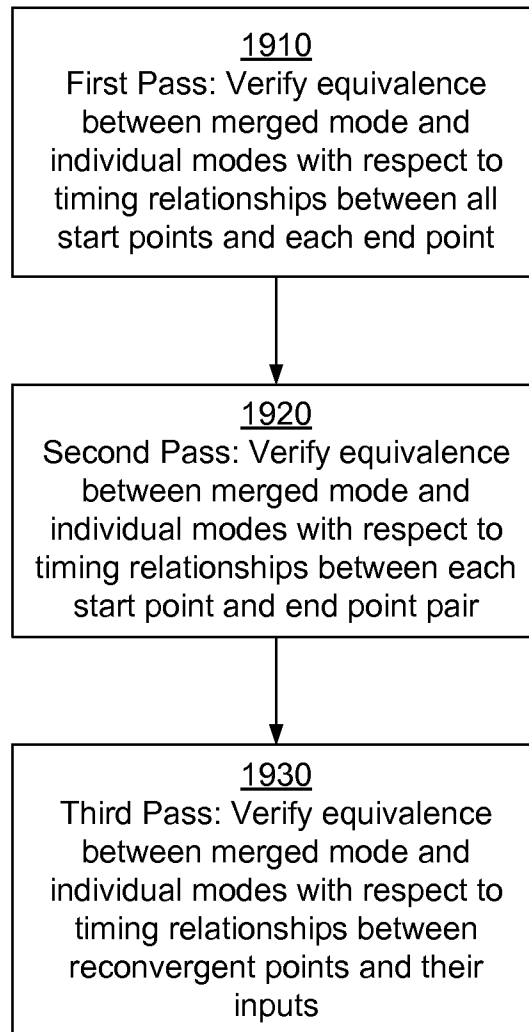 1910
First Pass: Verify equivalence
between merged mode and
individual modes with respect to
timing relationships between all
start points and each end point
1920
Second Pass: Verify equivalence
between merged mode and
individual modes with respect to
timing relationships between each
start point and end point pair
1930
Third Pass: Verify equivalence
between merged mode and
individual modes with respect to
timing relationships between
reconvergent points and their
inputs